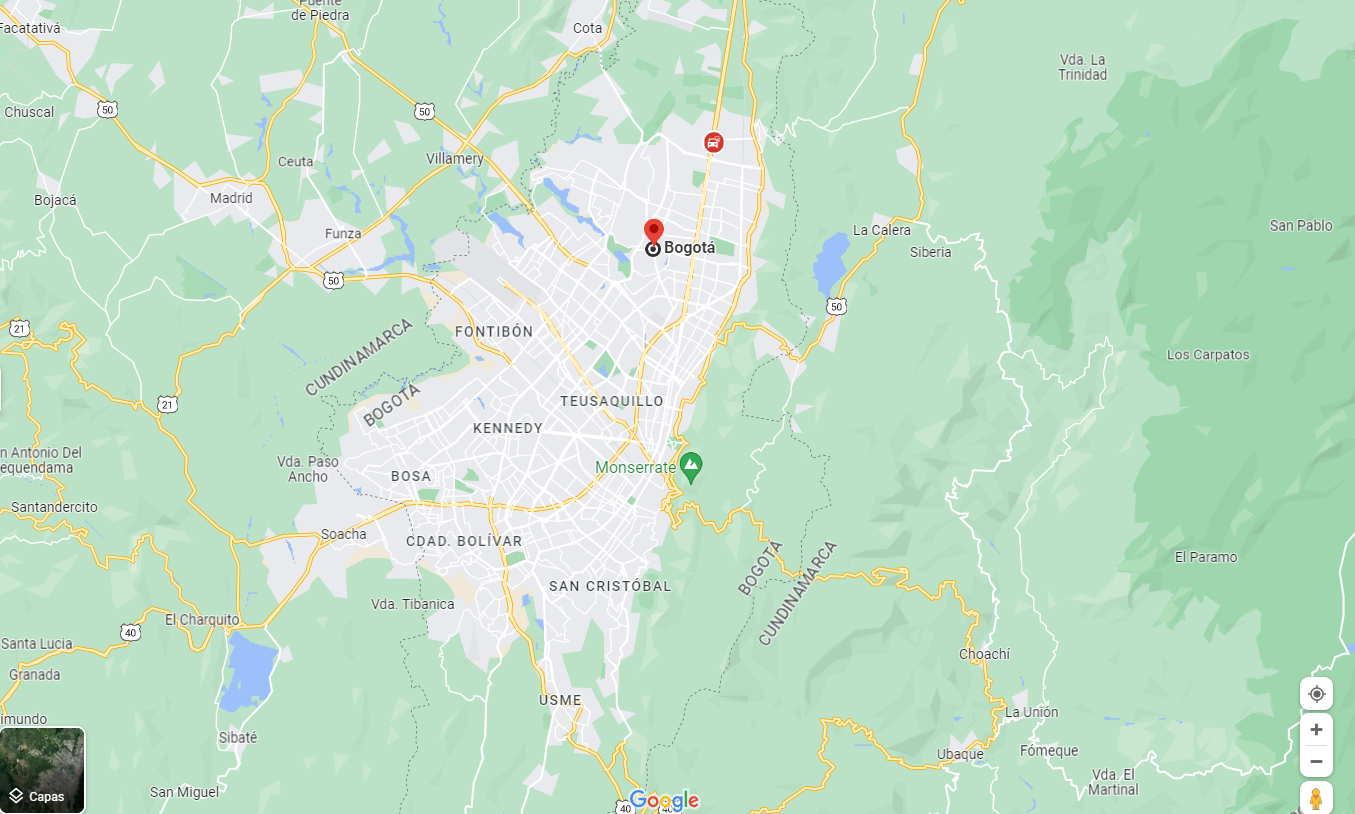 Puente
de Piedra
Facatativá
Cota
Vda. La
Trinidad
50
50
Chuscal
Villamery
Ceuta
Madrid
Bojacá
Funza
La Calera
San Pablo
Bogotá
Siberia
50
50
21
FONTIBÓN
CUNDINAMARCA
Los Carpatos
BOGOTÁ
21
TEUSAQUILLO
KENNEDY
n Antonio Del
equendama
Vda. Paso
Ancho
BOSA
Monserrate
Santandercito
Soacha
CDAD. BOLÍVAR
El Paramo
BOGOTÁ
CUNDINAMARCA
SAN CRISTÓBAL
Vda. Tibanica
El Charquito
40
Santa Lucia
Choachí
Granada
USME
La Unión
imundo
Sibaté
Ubaque
Fómeque
Vda. El
Martinal
San Miguel
Capas
40
Google
40